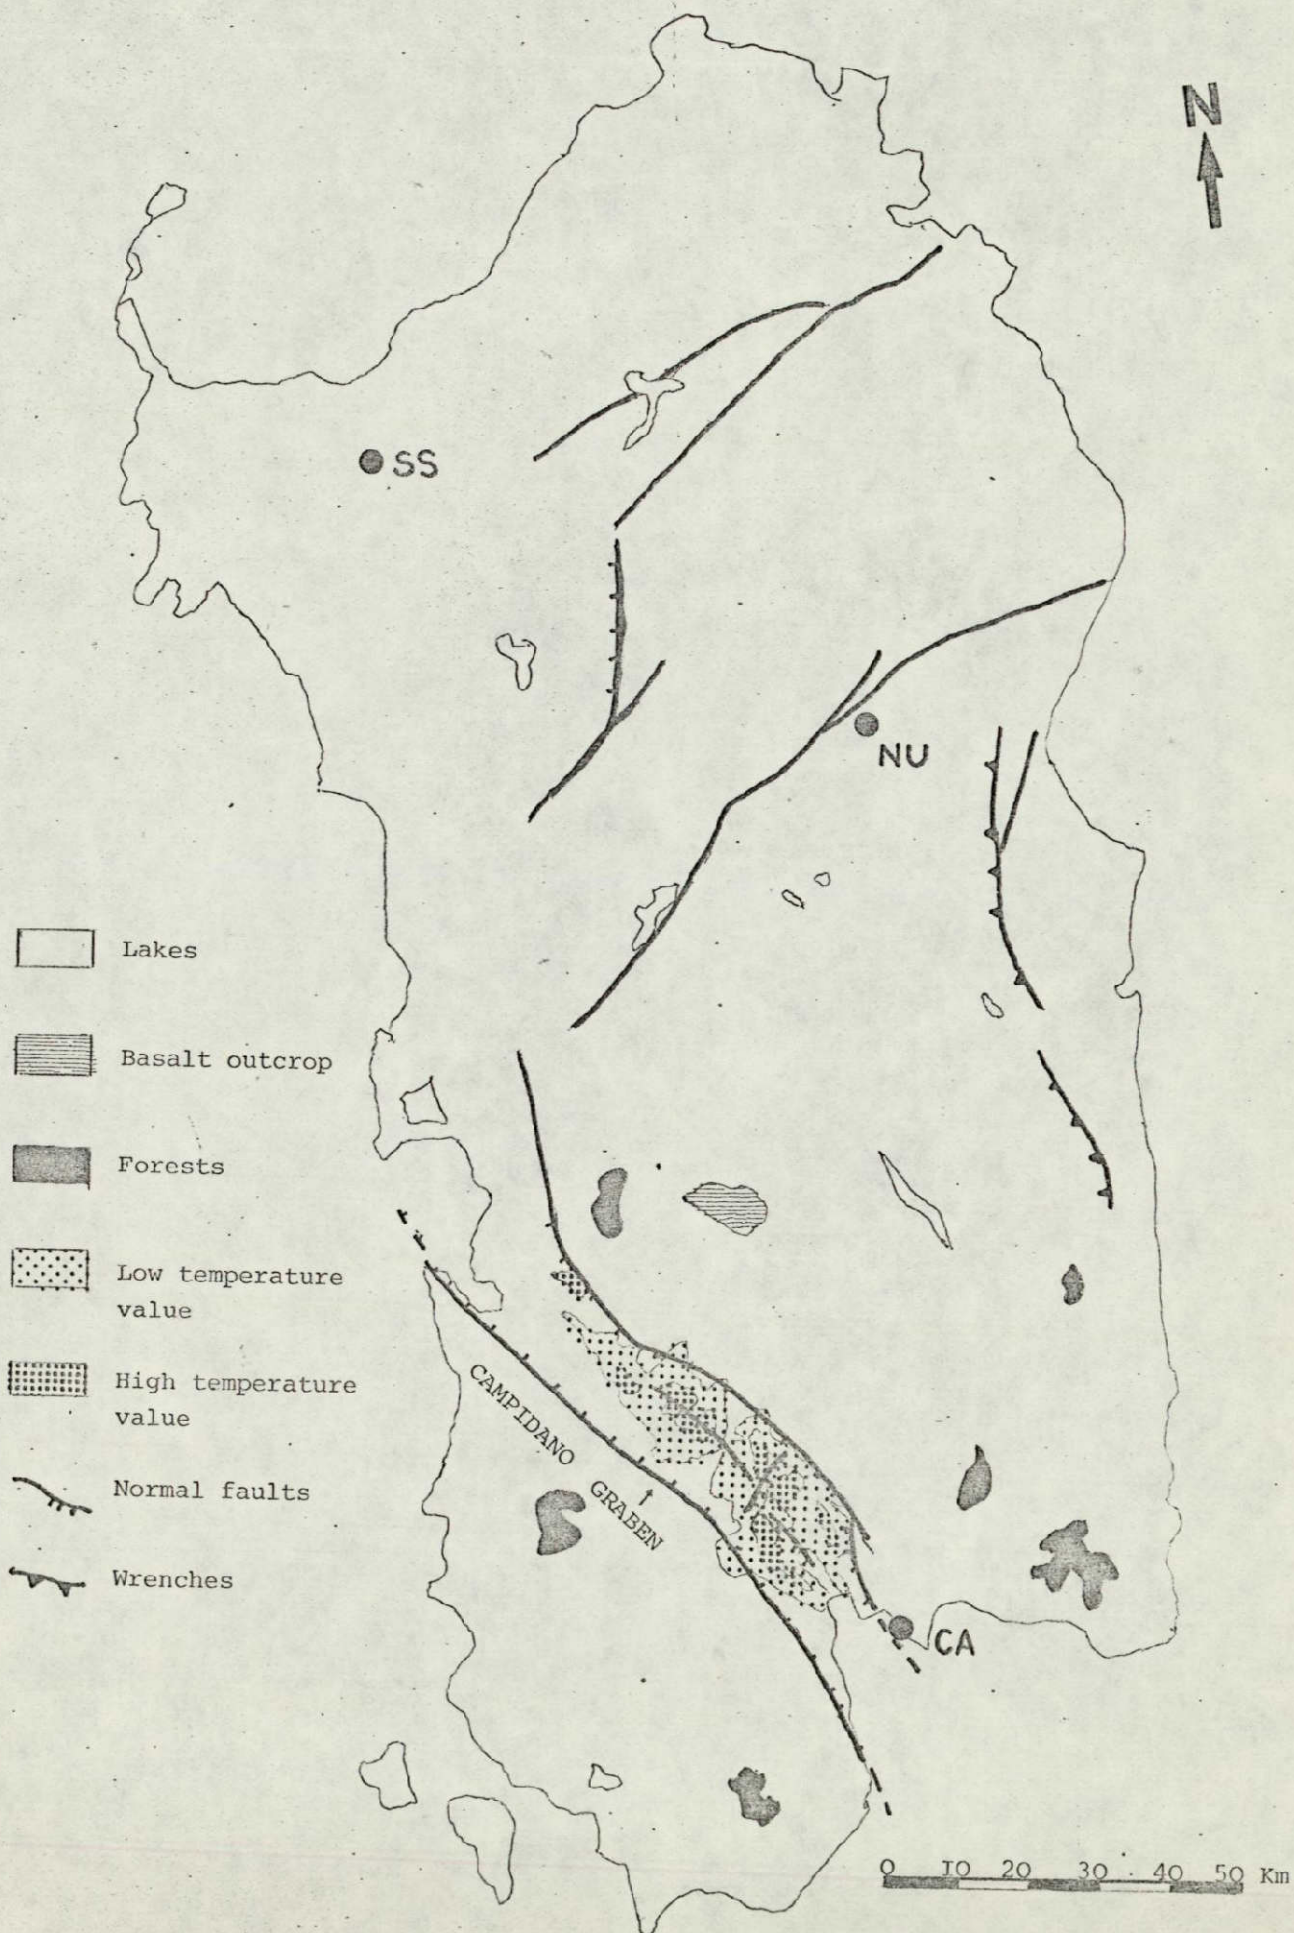 N
SS
NU
Lakes
Basalt outcrop
Forests
Low temperature
value
High temperature
value
Normal faults
Wrenches
CAMPIDANO
GRABEN
CA
0 10 20 30 40 50 Km